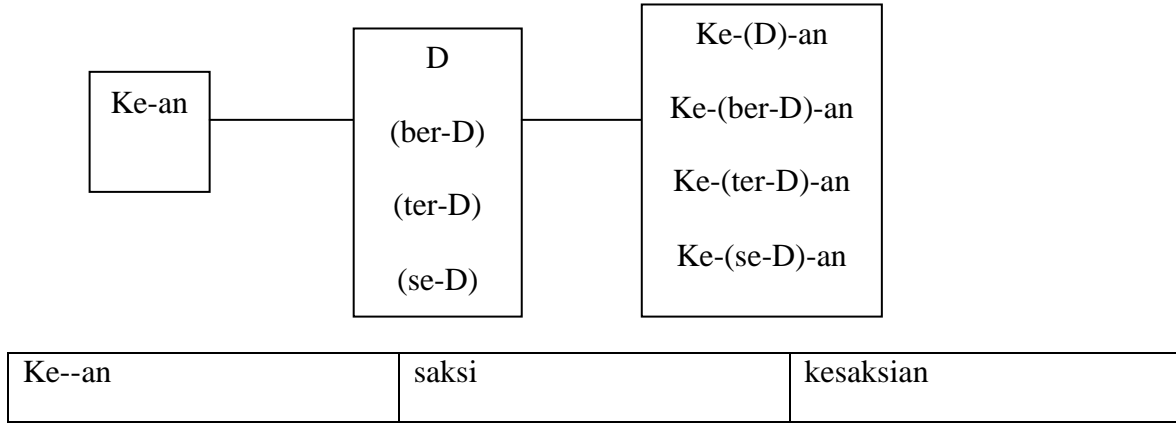 Ke-an
D
(ber-D)
(ter-D)
(se-D)
Ke-(D)-an
Ke-(ber-D)-an
Ke-(ter-D)-an
Ke-(se-D)-an
Ke--an saksi kesaksian